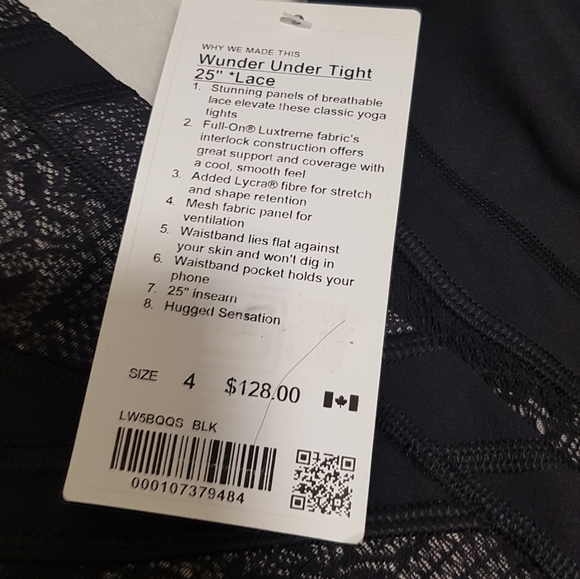 WHY WE MADE THIS
Wunder Under Tight
25" *Lace
1. Stunning panels of breathable
lace elevate these classic yoga
tights
2. Full-On® Luxtreme fabric's
interlock construction offers
great support and coverage with
a cool, smooth feel
3. Added Lycra® fibre for stretch
and shape retention
4. Mesh fabric panel for
ventilation
5. Waistband lies flat against
your skin and won't dig in
6. Waistband pocket holds your
phone
7. 25" inseam
8. Hugged Sensation
SIZE 4 $128.00
LW5BQQS BLK
000107379484